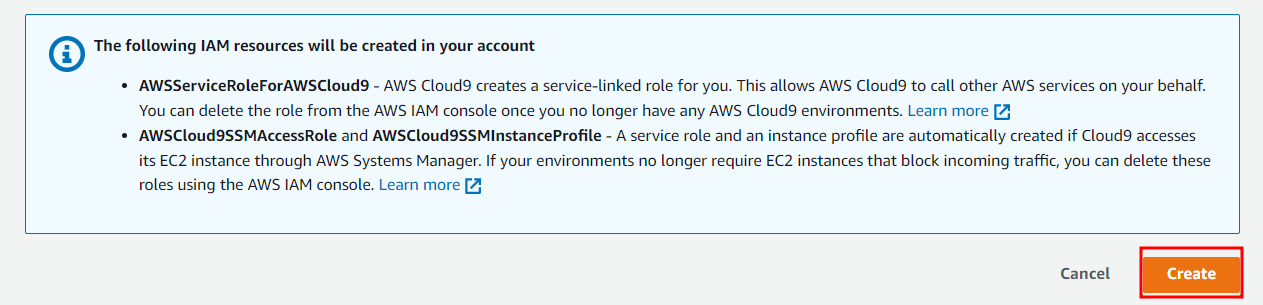 The following IAM resources will be created in your account
• AWSServiceRoleForAWSCloud9 - AWS Cloud9 creates a service-linked role for you. This allows AWS Cloud9 to call other AWS services on your behalf.
You can delete the role from the AWS IAM console once you no longer have any AWS Cloud9 environments. Learn more
• AWSCloud9SSMAccessRole and AWSCloud9SSMInstanceProfile - A service role and an instance profile are automatically created if Cloud9 accesses
its EC2 instance through AWS Systems Manager. If your environments no longer require EC2 instances that block incoming traffic, you can delete these
roles using the AWS IAM console. Learn more
Cancel Create